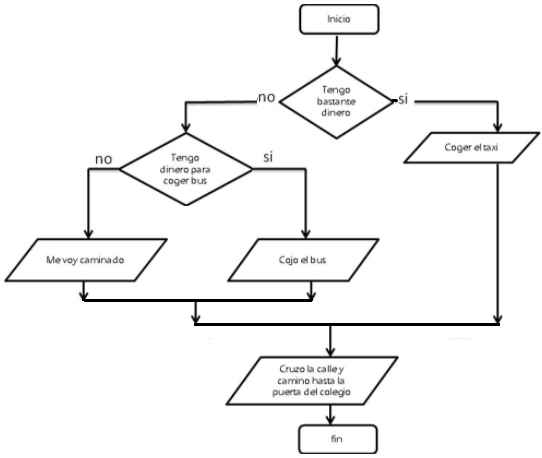 Inicio
Tengo
bastante
dinero
no
si
Coger el taxi
Tengo
dinero para
coger bus
no
si
Me voy caminado
Cojo el bus
Cruzo la calle y
camino hasta la
puerta del colegio
fin